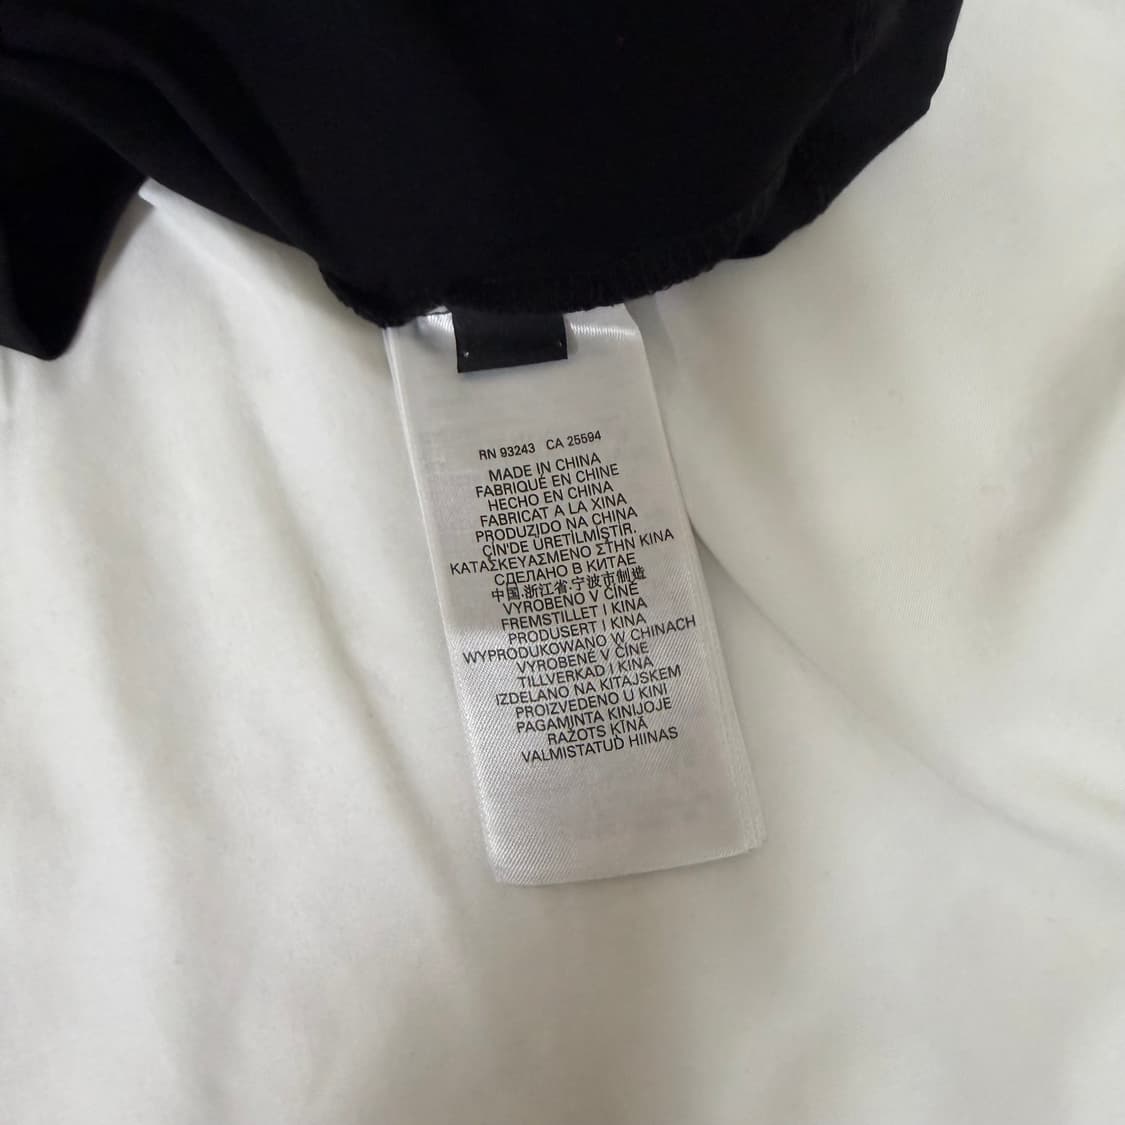 RN 93243 CA 25594
MADE IN CHINA
FABRIQUÉ EN CHINE
HECHO EN CHINA
FABRICAT A LA XINA
PRODUZIDO NA CHINA
ÇİN'DE ÜRETİLMİŞTİR.
ΚΑΤΑΣΚΕΥΑΣΜΕΝΟ ΣΤΗΝ ΚΙΝΑ
СДЕЛАНО В КИТАЕ
中国.浙江省.宁波市制造
VYROBENO V ČÍNĚ
FREMSTILLET I KINA
PRODUSERT I KINA
WYPRODUKOWANO W CHINACH
VYROBENÉ V ČÍNE
TILLVERKAD I KINA
IZDELANO NA KITAJSKEM
PROIZVEDENO U KINI
PAGAMINTA KINIJOJE
RAŽOTS ĶĪNĀ
VALMISTATUD HIINAS